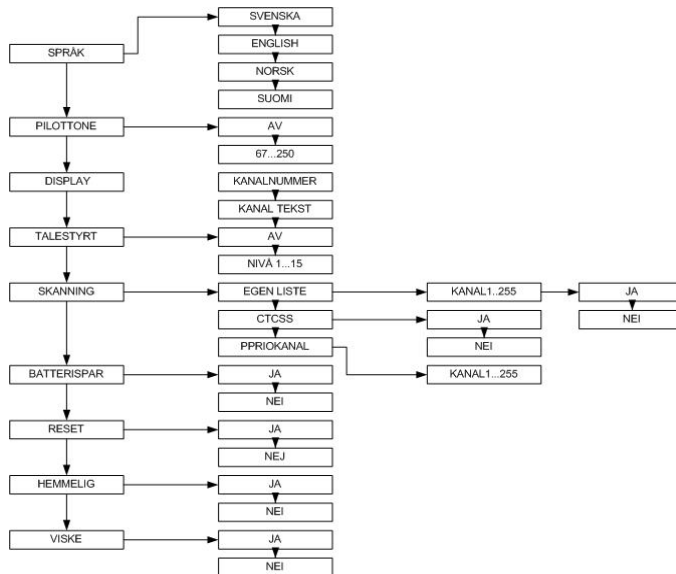 SPRÅK
SVENSKA
ENGLISH
NORSK
SUOMI
PILOTTONE
AV
67...250
DISPLAY
KANALNUMMER
KANAL TEKST
TALESTYRT
AV
NIVÅ 1...15
SKANNING
EGEN LISTE
KANAL1..255
JA
NEI
CTCSS
JA
NEI
PPRIOKANAL
KANAL1...255
BATTERISPAR
JA
NEI
RESET
JA
NEJ
HEMMELIG
JA
NEI
VISKE
JA
NEI